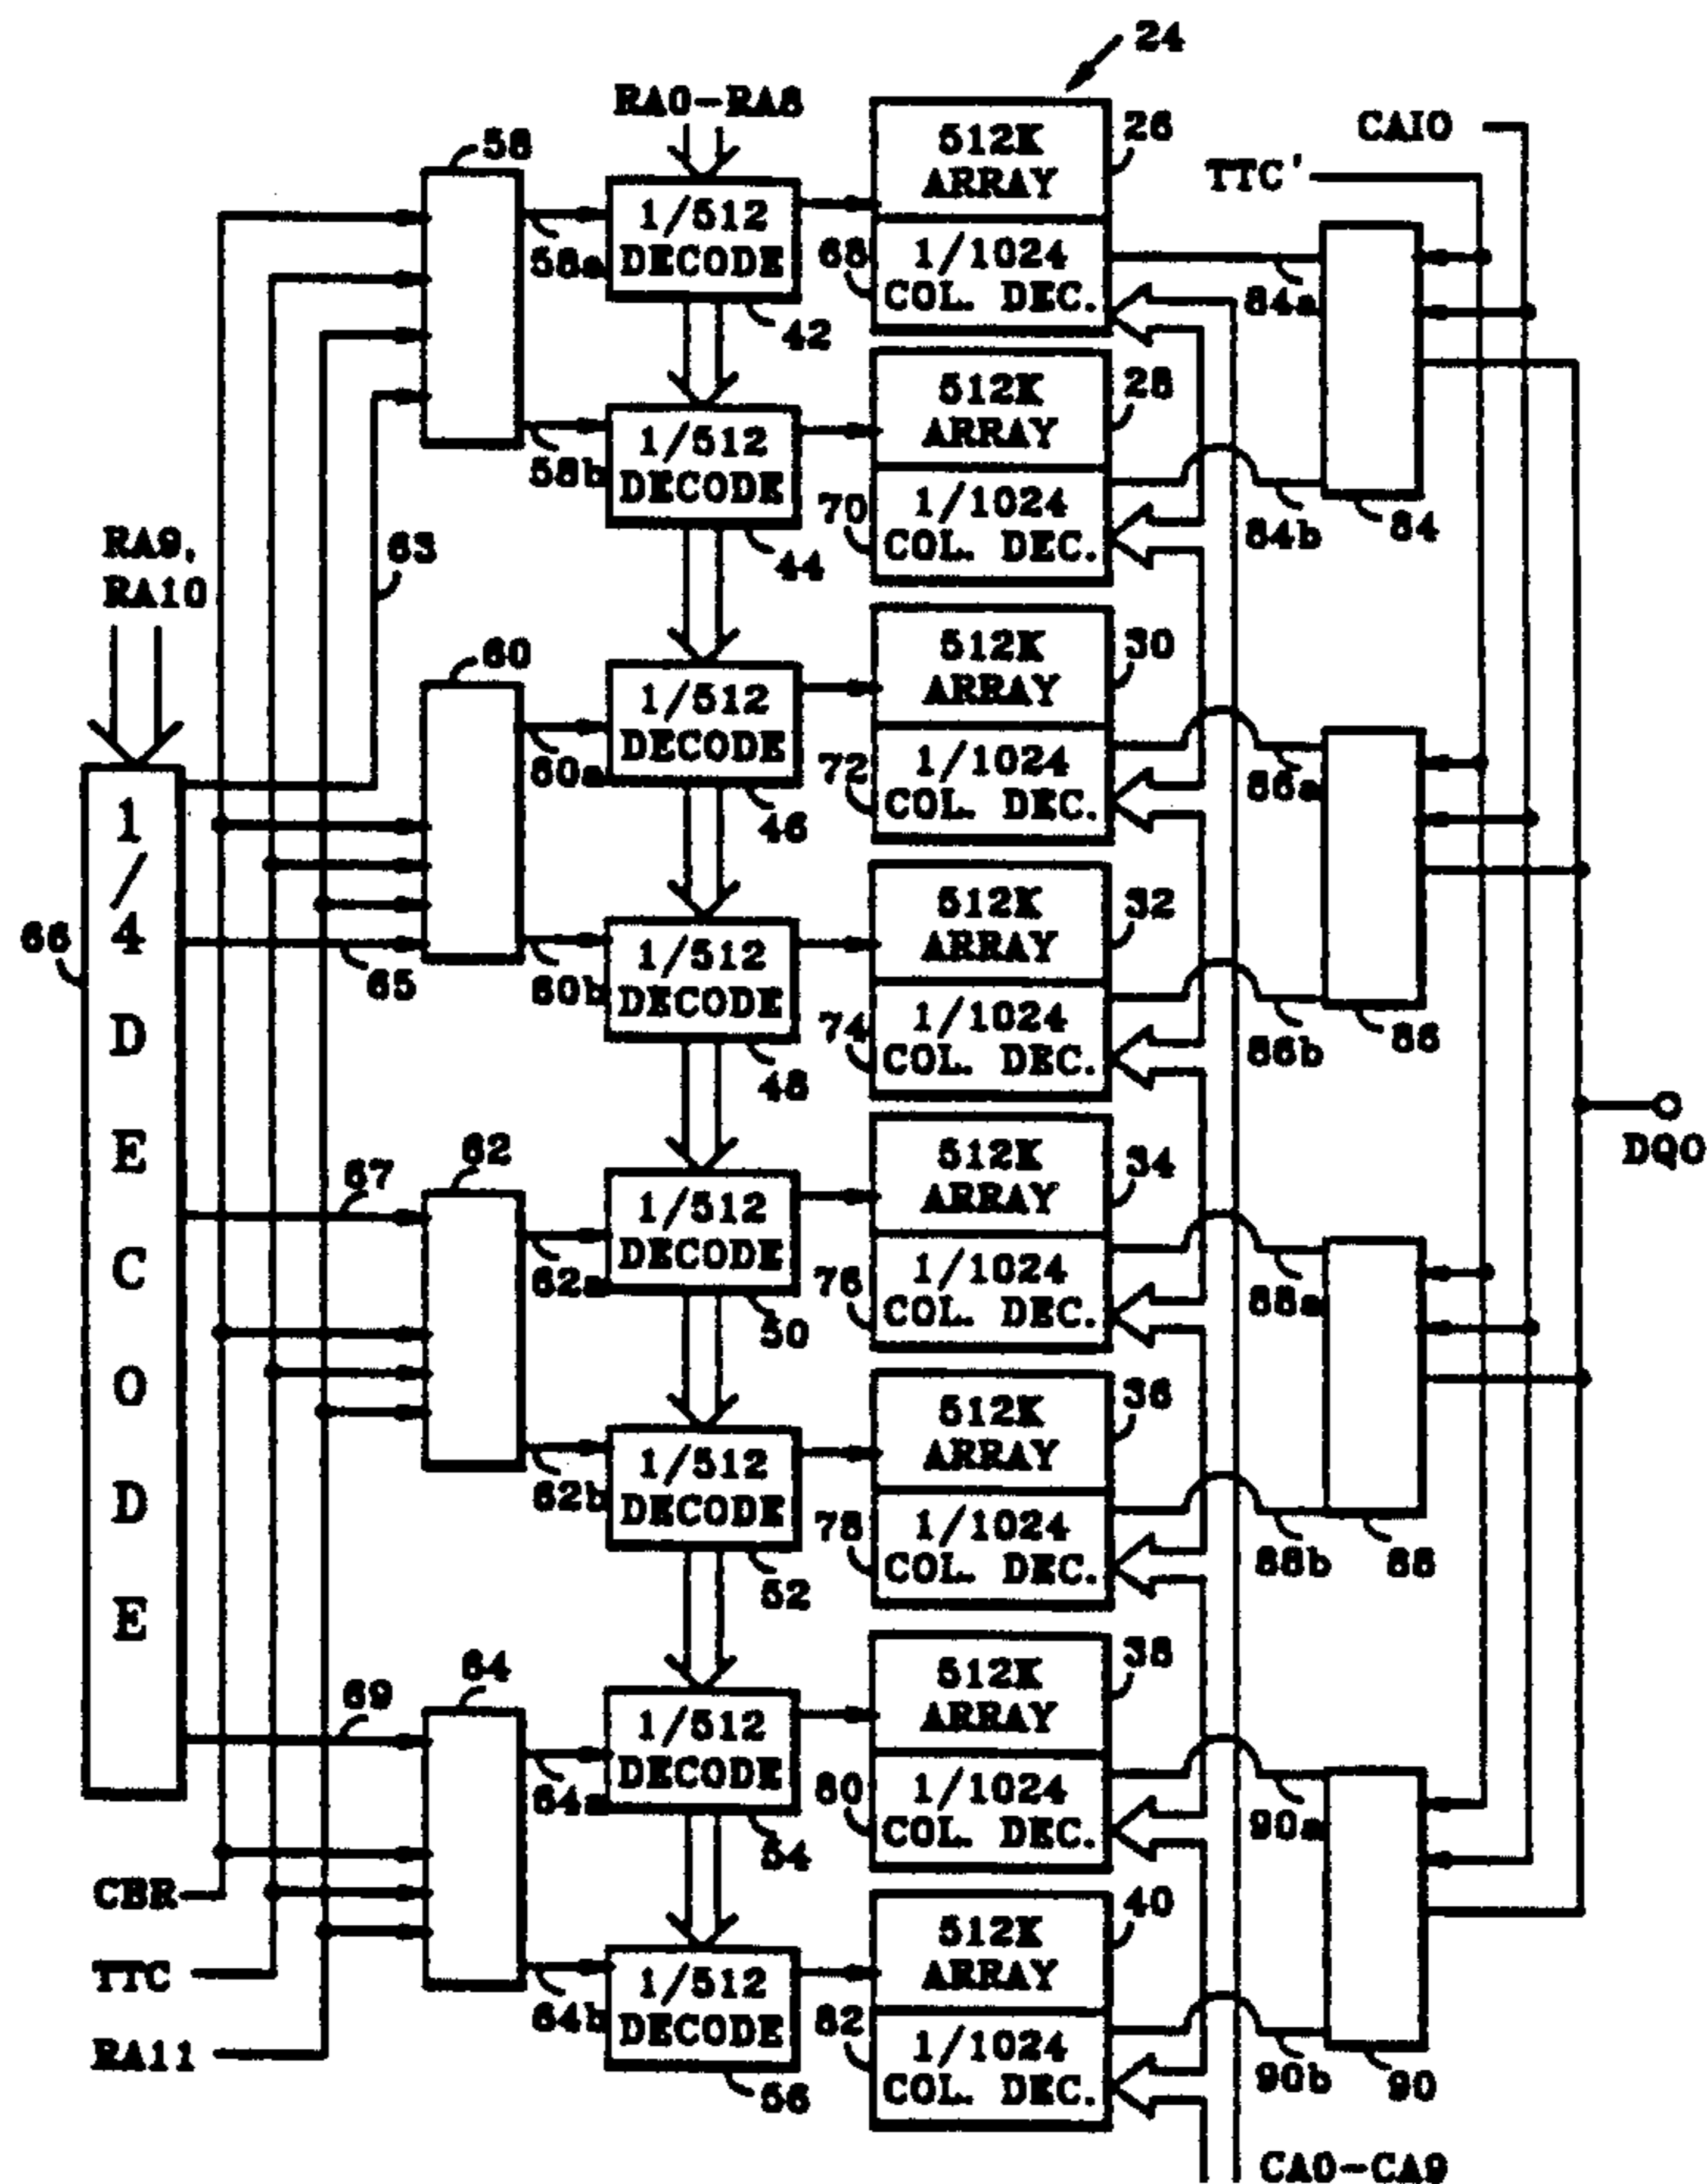 24
RA0-RA8
58
512K
ARRAY
26
CAI0
TTC'
1/512
DECODE
58a
68
1/1024
COL. DEC.
84a
42
512K
ARRAY
28
1/512
DECODE
58b
70
1/1024
COL. DEC.
84b
84
44
RA9,
RA10
63
60
512K
ARRAY
30
1/512
DECODE
60a
72
1/1024
COL. DEC.
86a
46
66
1/4 DECODE
65
512K
ARRAY
32
1/512
DECODE
60b
74
1/1024
COL. DEC.
86b
86
48
DQ0
67
62
512K
ARRAY
34
1/512
DECODE
62a
76
1/1024
COL. DEC.
88a
50
512K
ARRAY
36
1/512
DECODE
62b
78
1/1024
COL. DEC.
88b
88
52
69
64
512K
ARRAY
38
1/512
DECODE
64a
80
1/1024
COL. DEC.
90a
54
CBR
TTC
RA11
512K
ARRAY
40
1/512
DECODE
64b
82
1/1024
COL. DEC.
90b
90
56
CA0-CA9